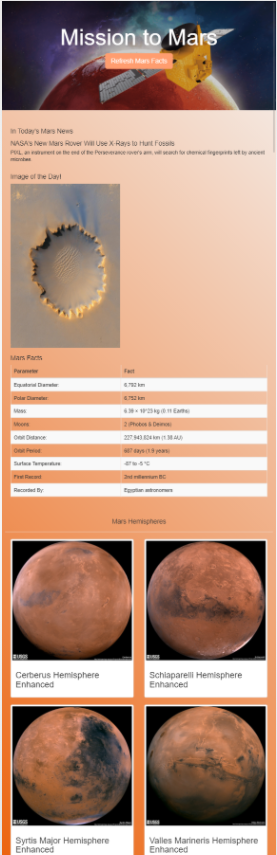 Mission to Mars
Refresh Mars Facts
In Today's Mars News
NASA's New Mars Rover Will Use X-Rays to Hunt Fossils
PIXL, an instrument on the end of the Perseverance rover's arm, will search for chemical fingerprints left by ancient
microbes.
Image of the Day!
Mars Facts
Parameter Fact
Equatorial Diameter: 6,792 km
Polar Diameter: 6,752 km
Mass: 6.39 × 10^23 kg (0.11 Earths)
Moons: 2 (Phobos & Deimos)
Orbit Distance: 227,943,824 km (1.38 AU)
Orbit Period: 687 days (1.9 years)
Surface Temperature: -87 to -5 °C
First Record: 2nd millennium BC
Recorded By: Egyptian astronomers
Mars Hemispheres
USGS
USGS
Cerberus Hemisphere
Enhanced
Schiaparelli Hemisphere
Enhanced
USGS
USGS
Syrtis Major Hemisphere
Enhanced
Valles Marineris Hemisphere
Enhanced